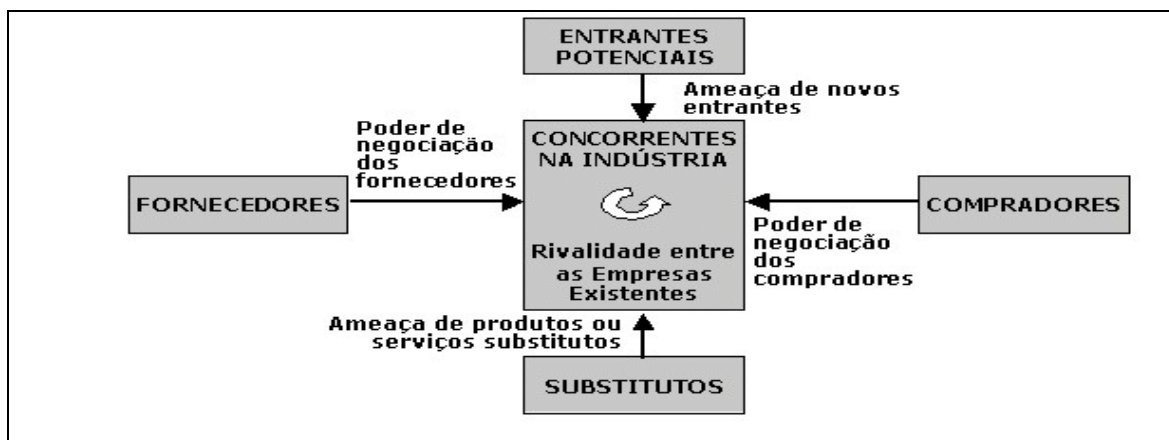 ENTRANTES
POTENCIAIS
Ameaça de novos
entrantes
Poder de
negociação
dos
fornecedores
CONCORRENTES
NA INDÚSTRIA
FORNECEDORES
COMPRADORES
Rivalidade entre
as Empresas
Existentes
Poder de
negociação
dos
compradores
Ameaça de produtos ou
serviços substitutos
SUBSTITUTOS